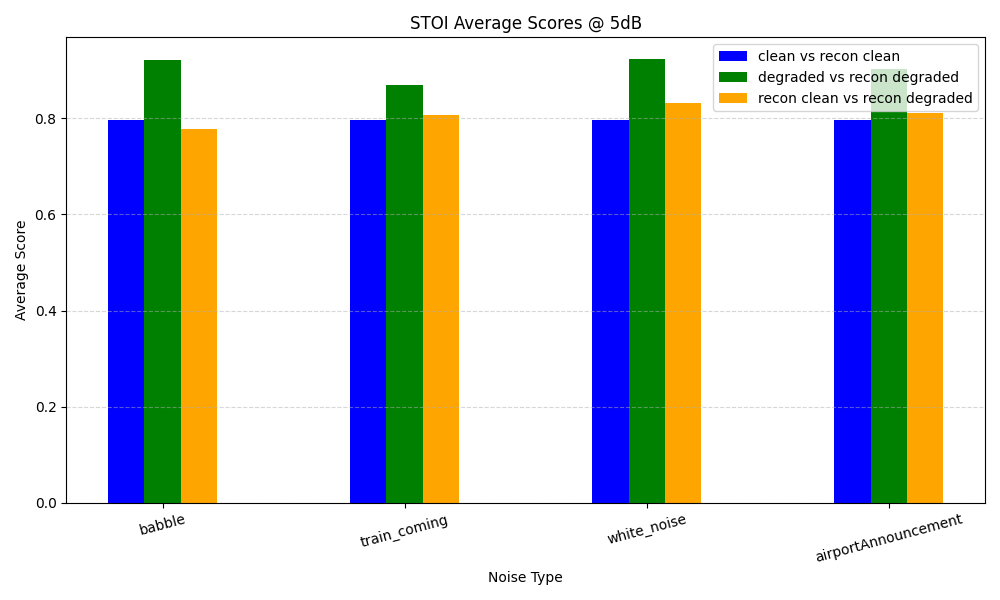 STOI Average Scores @ 5dB
clean vs recon clean
degraded vs recon degraded
recon clean vs recon degraded
Average Score
0.8
0.6
0.4
0.2
0.0
babble
train_coming
white_noise
airportAnnouncement
Noise Type